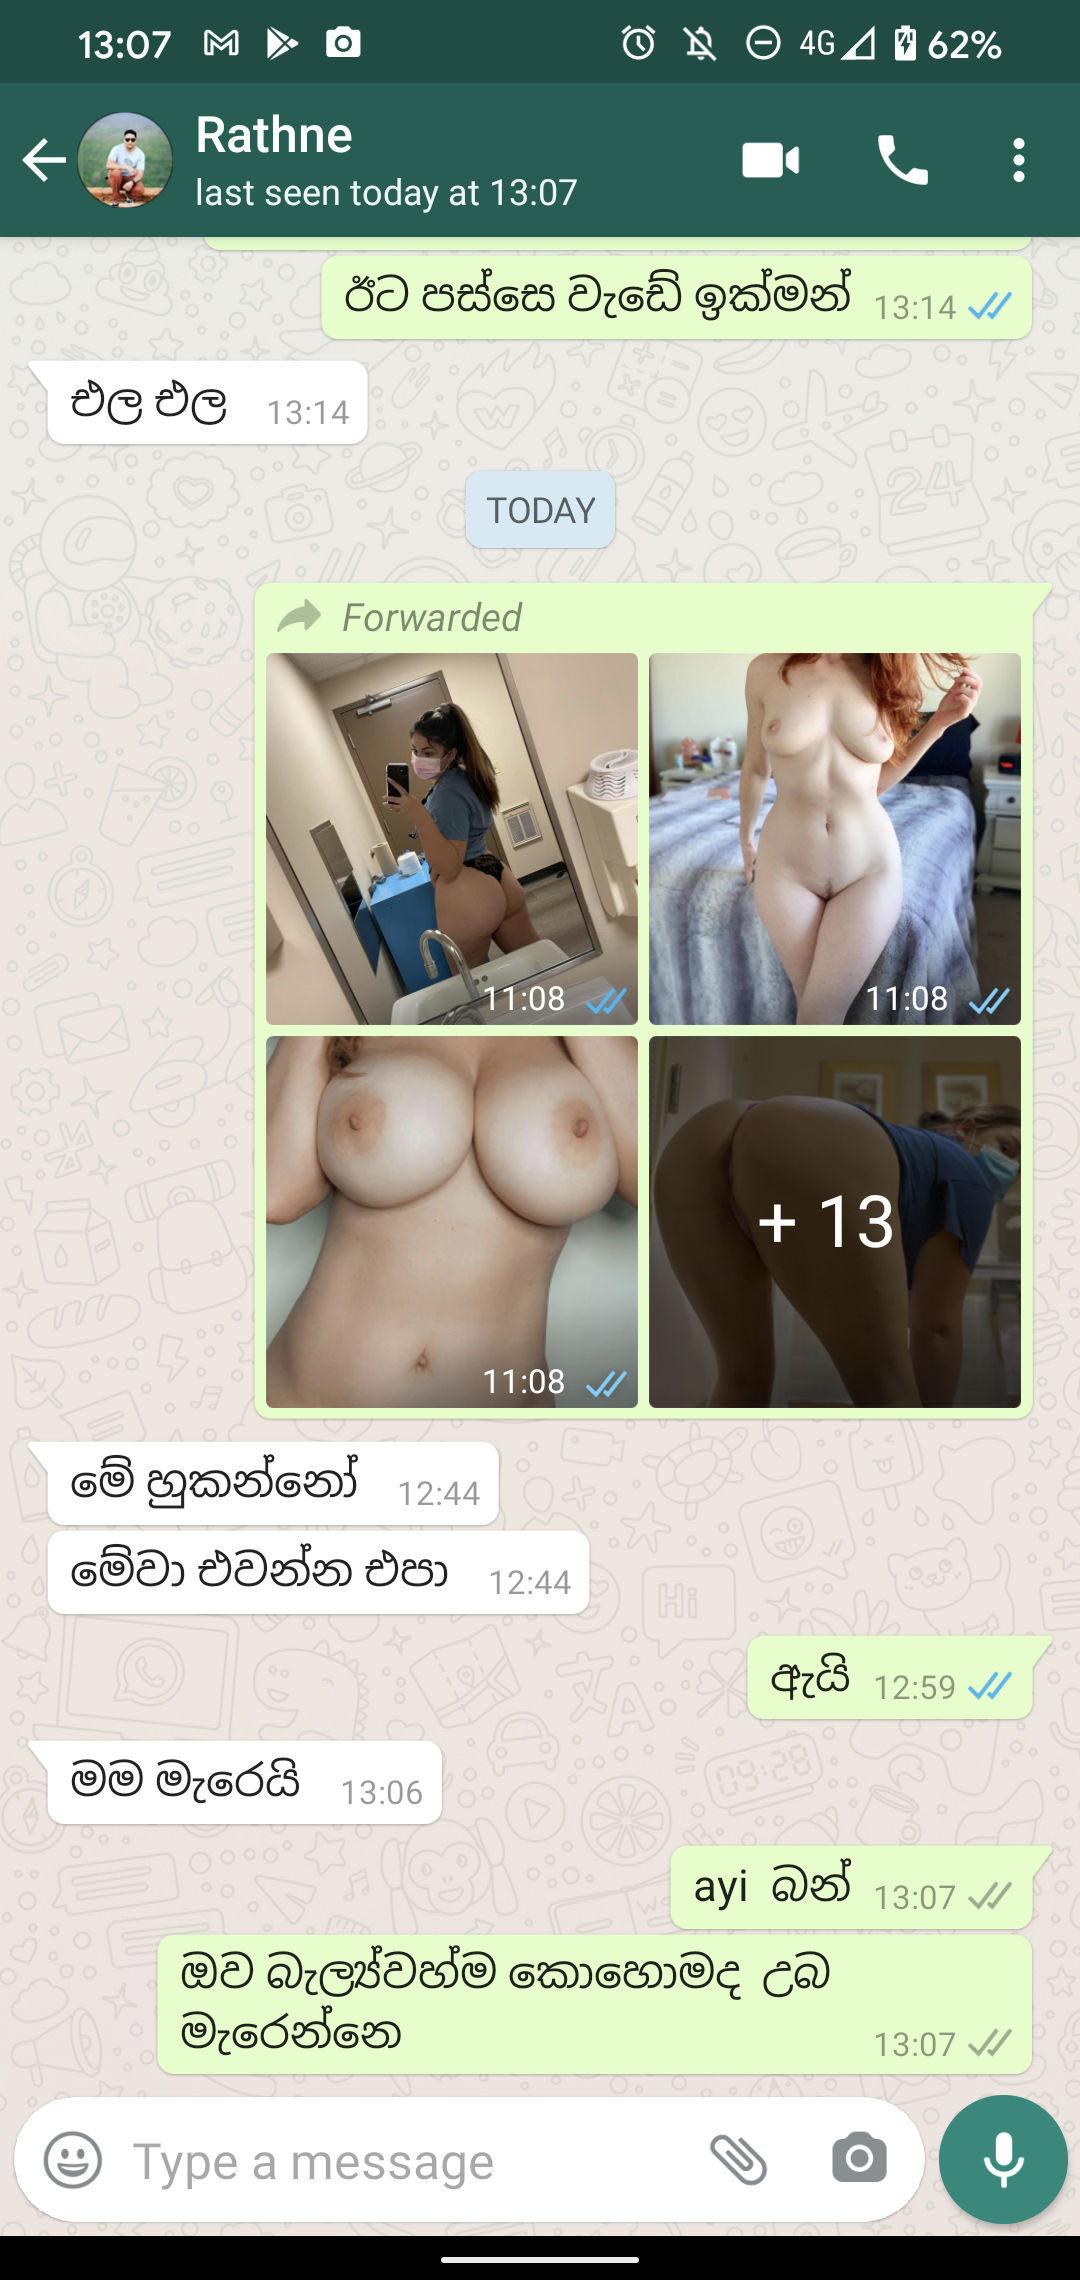 13:07
4G
62%
Rathne
last seen today at 13:07
ඊට පස්සෙ වැඩේ ඉක්මන් 13:14
එල එල 13:14
TODAY
Forwarded
11:08
11:08
11:08
+ 13
මේ හුකන්නෝ 12:44
මේවා එවන්න එපා 12:44
ඇයි 12:59
මම මැරෙයි 13:06
ayi බන් 13:07
ඔව බැල්‍ය්වහ්ම කොහොමද උබ
මැරෙන්නෙ 13:07
Type a message